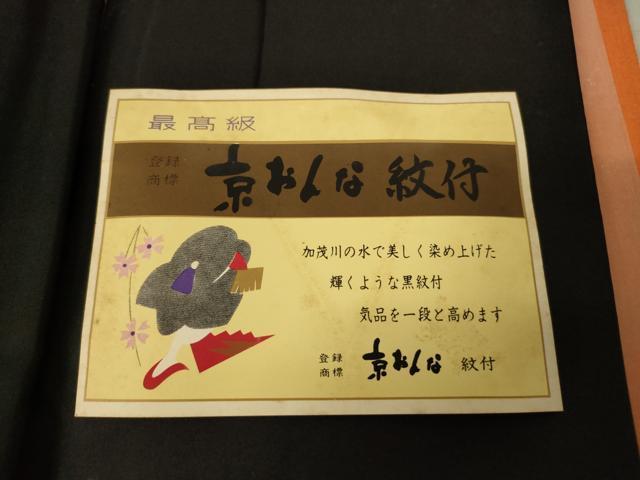 最高級
登録
商標
京おんな 紋付
加茂川の水で美しく染め上げた
輝くような黒紋付
気品を一段と高めます
登録
商標
京おんな 紋付